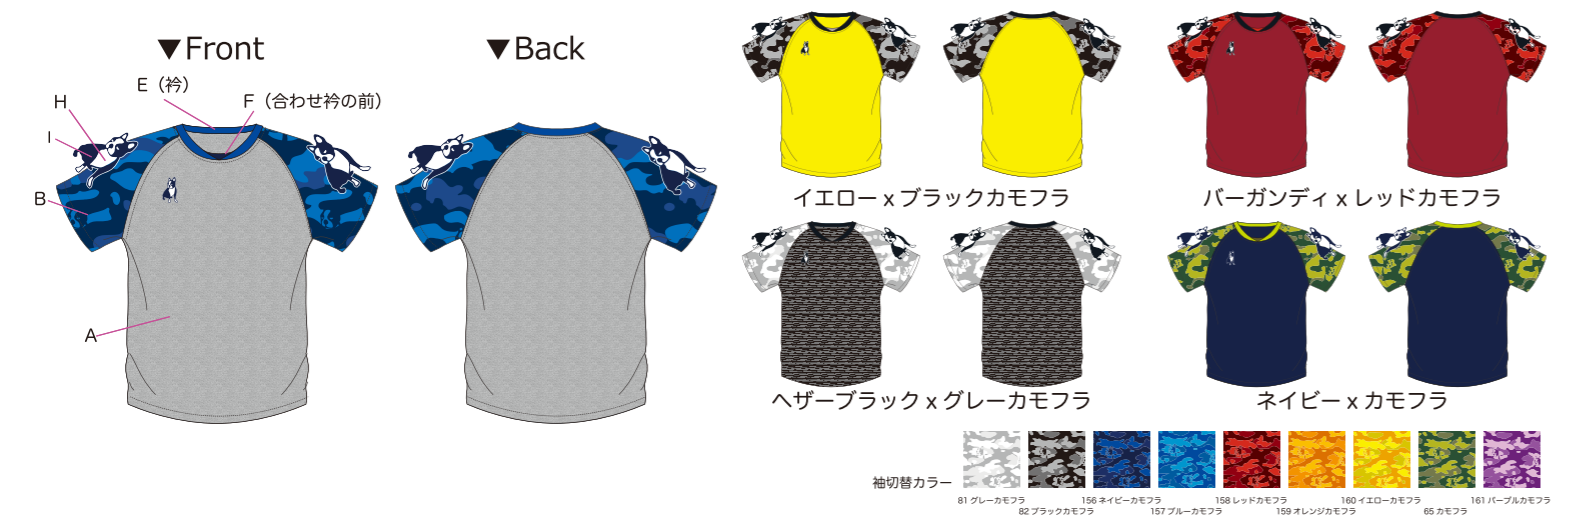 ▼Front
▼Back
E（衿）
F（合わせ衿の前）
H
I
B
A
イエロー x ブラックカモフラ
バーガンディ x レッドカモフラ
ヘザーブラック x グレーカモフラ
ネイビー x カモフラ
袖切替カラー
81 グレーカモフラ
82 ブラックカモフラ
156 ネイビーカモフラ
157 ブルーカモフラ
158 レッドカモフラ
159 オレンジカモフラ
160 イエローカモフラ
65 カモフラ
161 パープルカモフラ